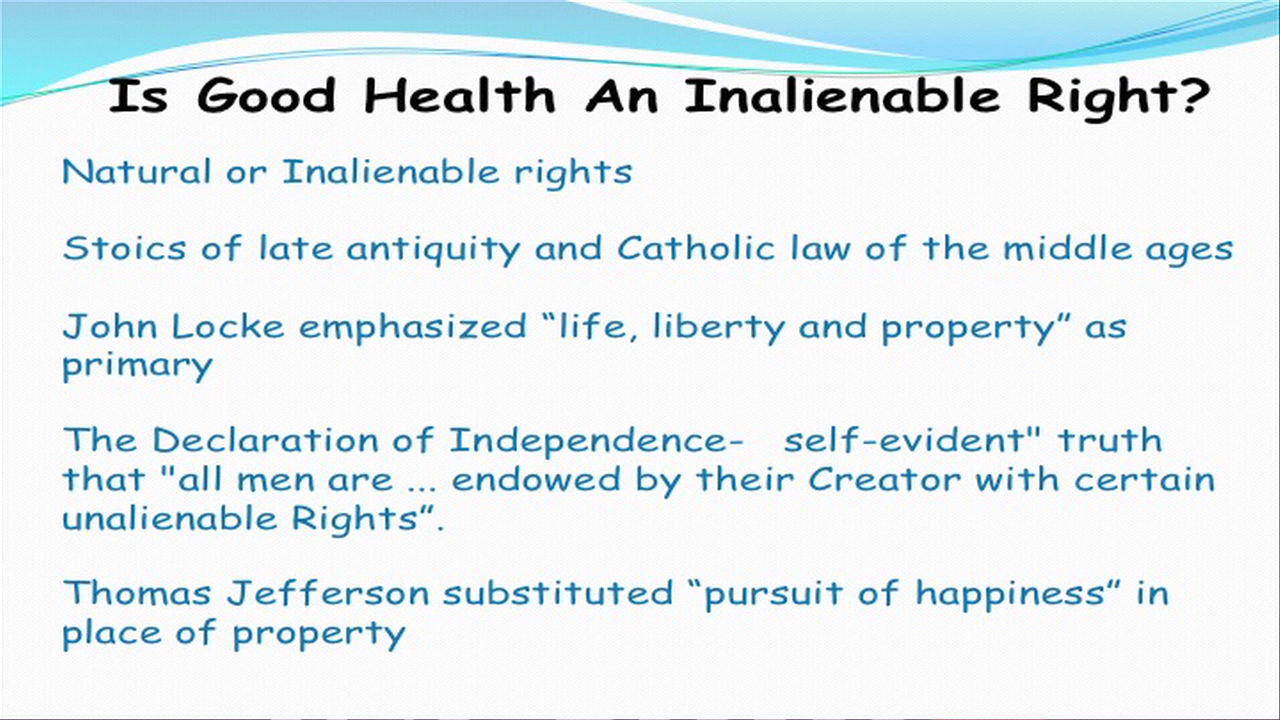 Is Good Health An Inalienable Right?
Natural or Inalienable rights
Stoics of late antiquity and Catholic law of the middle ages
John Locke emphasized “life, liberty and property” as
primary
The Declaration of Independence-   self-evident" truth
that "all men are ... endowed by their Creator with certain
unalienable Rights”.
Thomas Jefferson substituted “pursuit of happiness” in
place of property